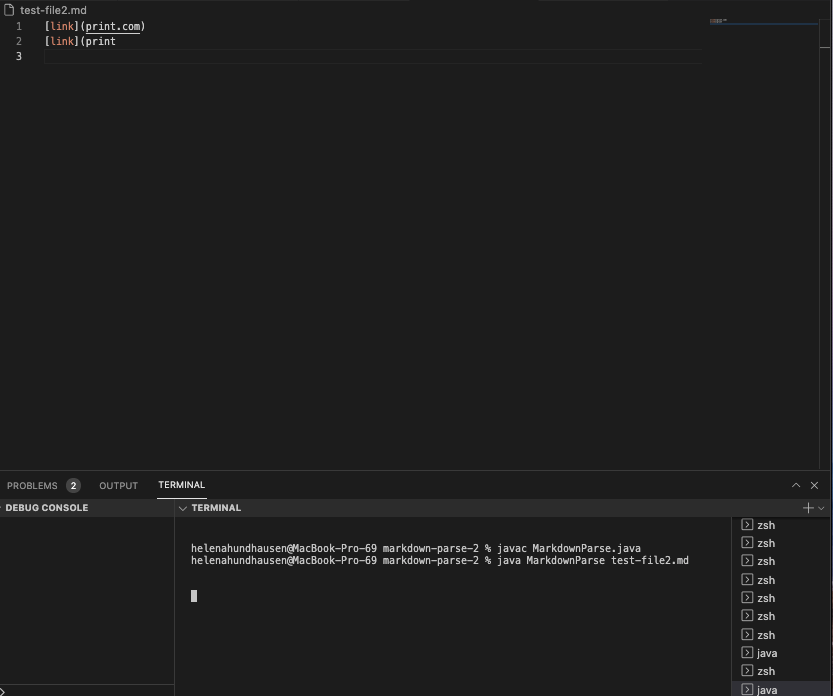 test-file2.md
1 [link](print.com)
2 [link](print
3
PROBLEMS 2 OUTPUT TERMINAL
DEBUG CONSOLE
TERMINAL
helenahundhausen@MacBook-Pro-69 markdown-parse-2 % javac MarkdownParse.java
helenahundhausen@MacBook-Pro-69 markdown-parse-2 % java MarkdownParse test-file2.md
zsh
zsh
zsh
zsh
zsh
zsh
zsh
java
zsh
java